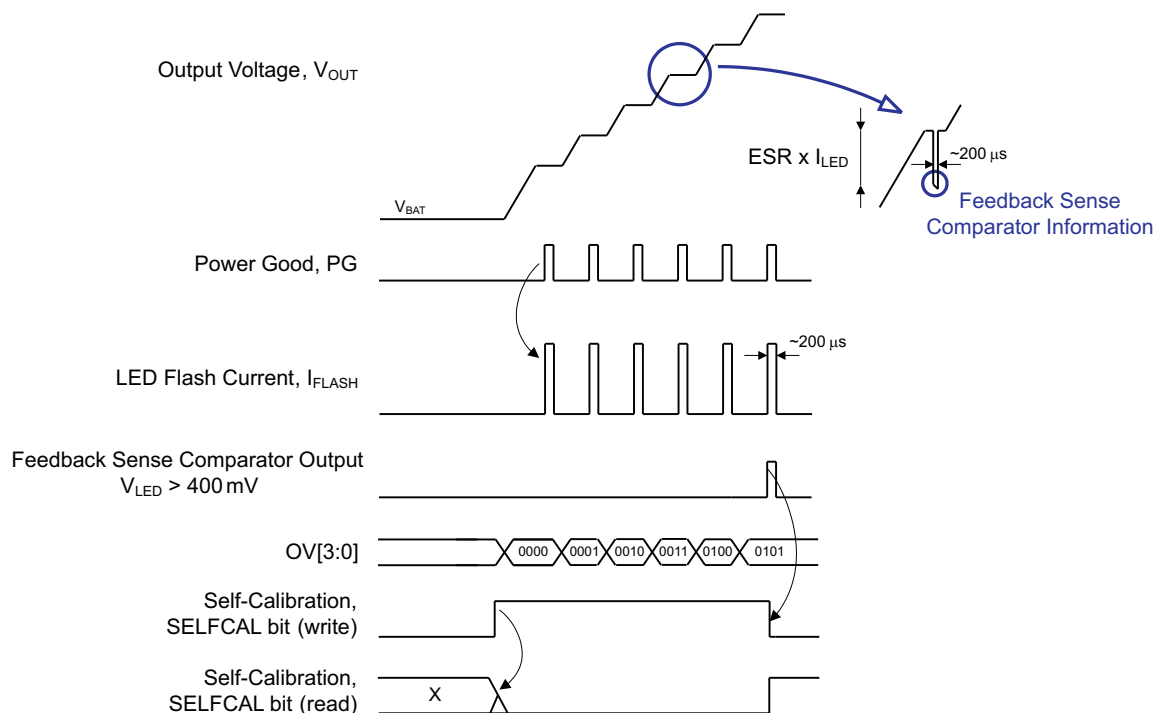 Output Voltage, VOUT
ESR x ILED
~200 μs
Feedback Sense
Comparator Information
VBAT
Power Good, PG
~200 μs
LED Flash Current, IFLASH
Feedback Sense Comparator Output
VLED > 400 mV
OV[3:0]
0000 0001 0010 0011 0100 0101
Self-Calibration,
SELFCAL bit (write)
Self-Calibration,
SELFCAL bit (read)
X